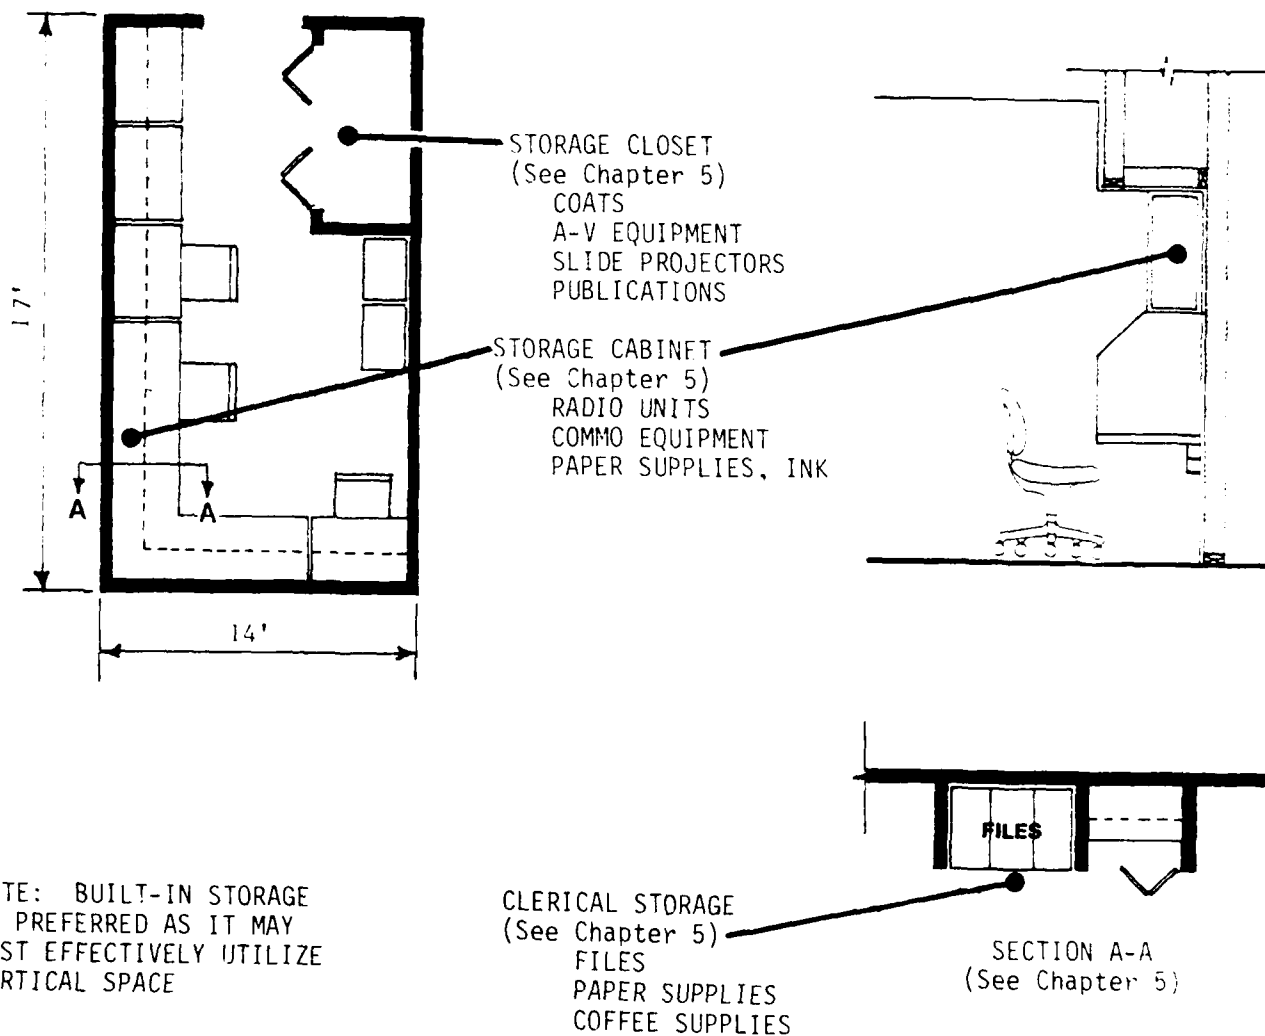 17'
STORAGE CLOSET
(See Chapter 5)
COATS
A-V EQUIPMENT
SLIDE PROJECTORS
PUBLICATIONS
STORAGE CABINET
(See Chapter 5)
RADIO UNITS
COMMO EQUIPMENT
PAPER SUPPLIES, INK
A A
14'
FILES
TE: BUILT-IN STORAGE
PREFERRED AS IT MAY
ST EFFECTIVELY UTILIZE
RTICAL SPACE
CLERICAL STORAGE
(See Chapter 5)
FILES
PAPER SUPPLIES
COFFEE SUPPLIES
SECTION A-A
(See Chapter 5)